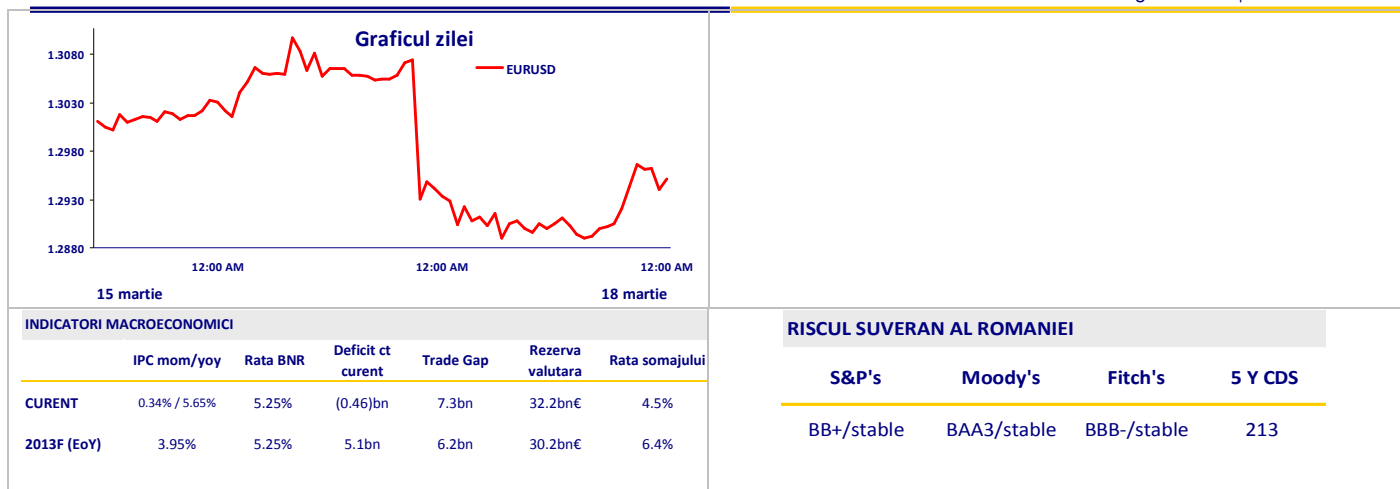 Graficul zilei
EURUSD
1.3080
1.3030
1.2980
1.2930
1.2880
12:00 AM 12:00 AM 12:00 AM
15 martie 18 martie
INDICATORI MACROECONOMICI
IPC mom/yoy Rata BNR Deficit ct curent Trade Gap Rezerva valutara Rata somajului
CURENT 0.34% / 5.65% 5.25% (0.46)bn 7.3bn 32.2bn€ 4.5%
2013F (EoY) 3.95% 5.25% 5.1bn 6.2bn 30.2bn€ 6.4%
RISCUL SUVERAN AL ROMANIEI
S&P's Moody's Fitch's 5 Y CDS
BB+/stable BAA3/stable BBB-/stable 213